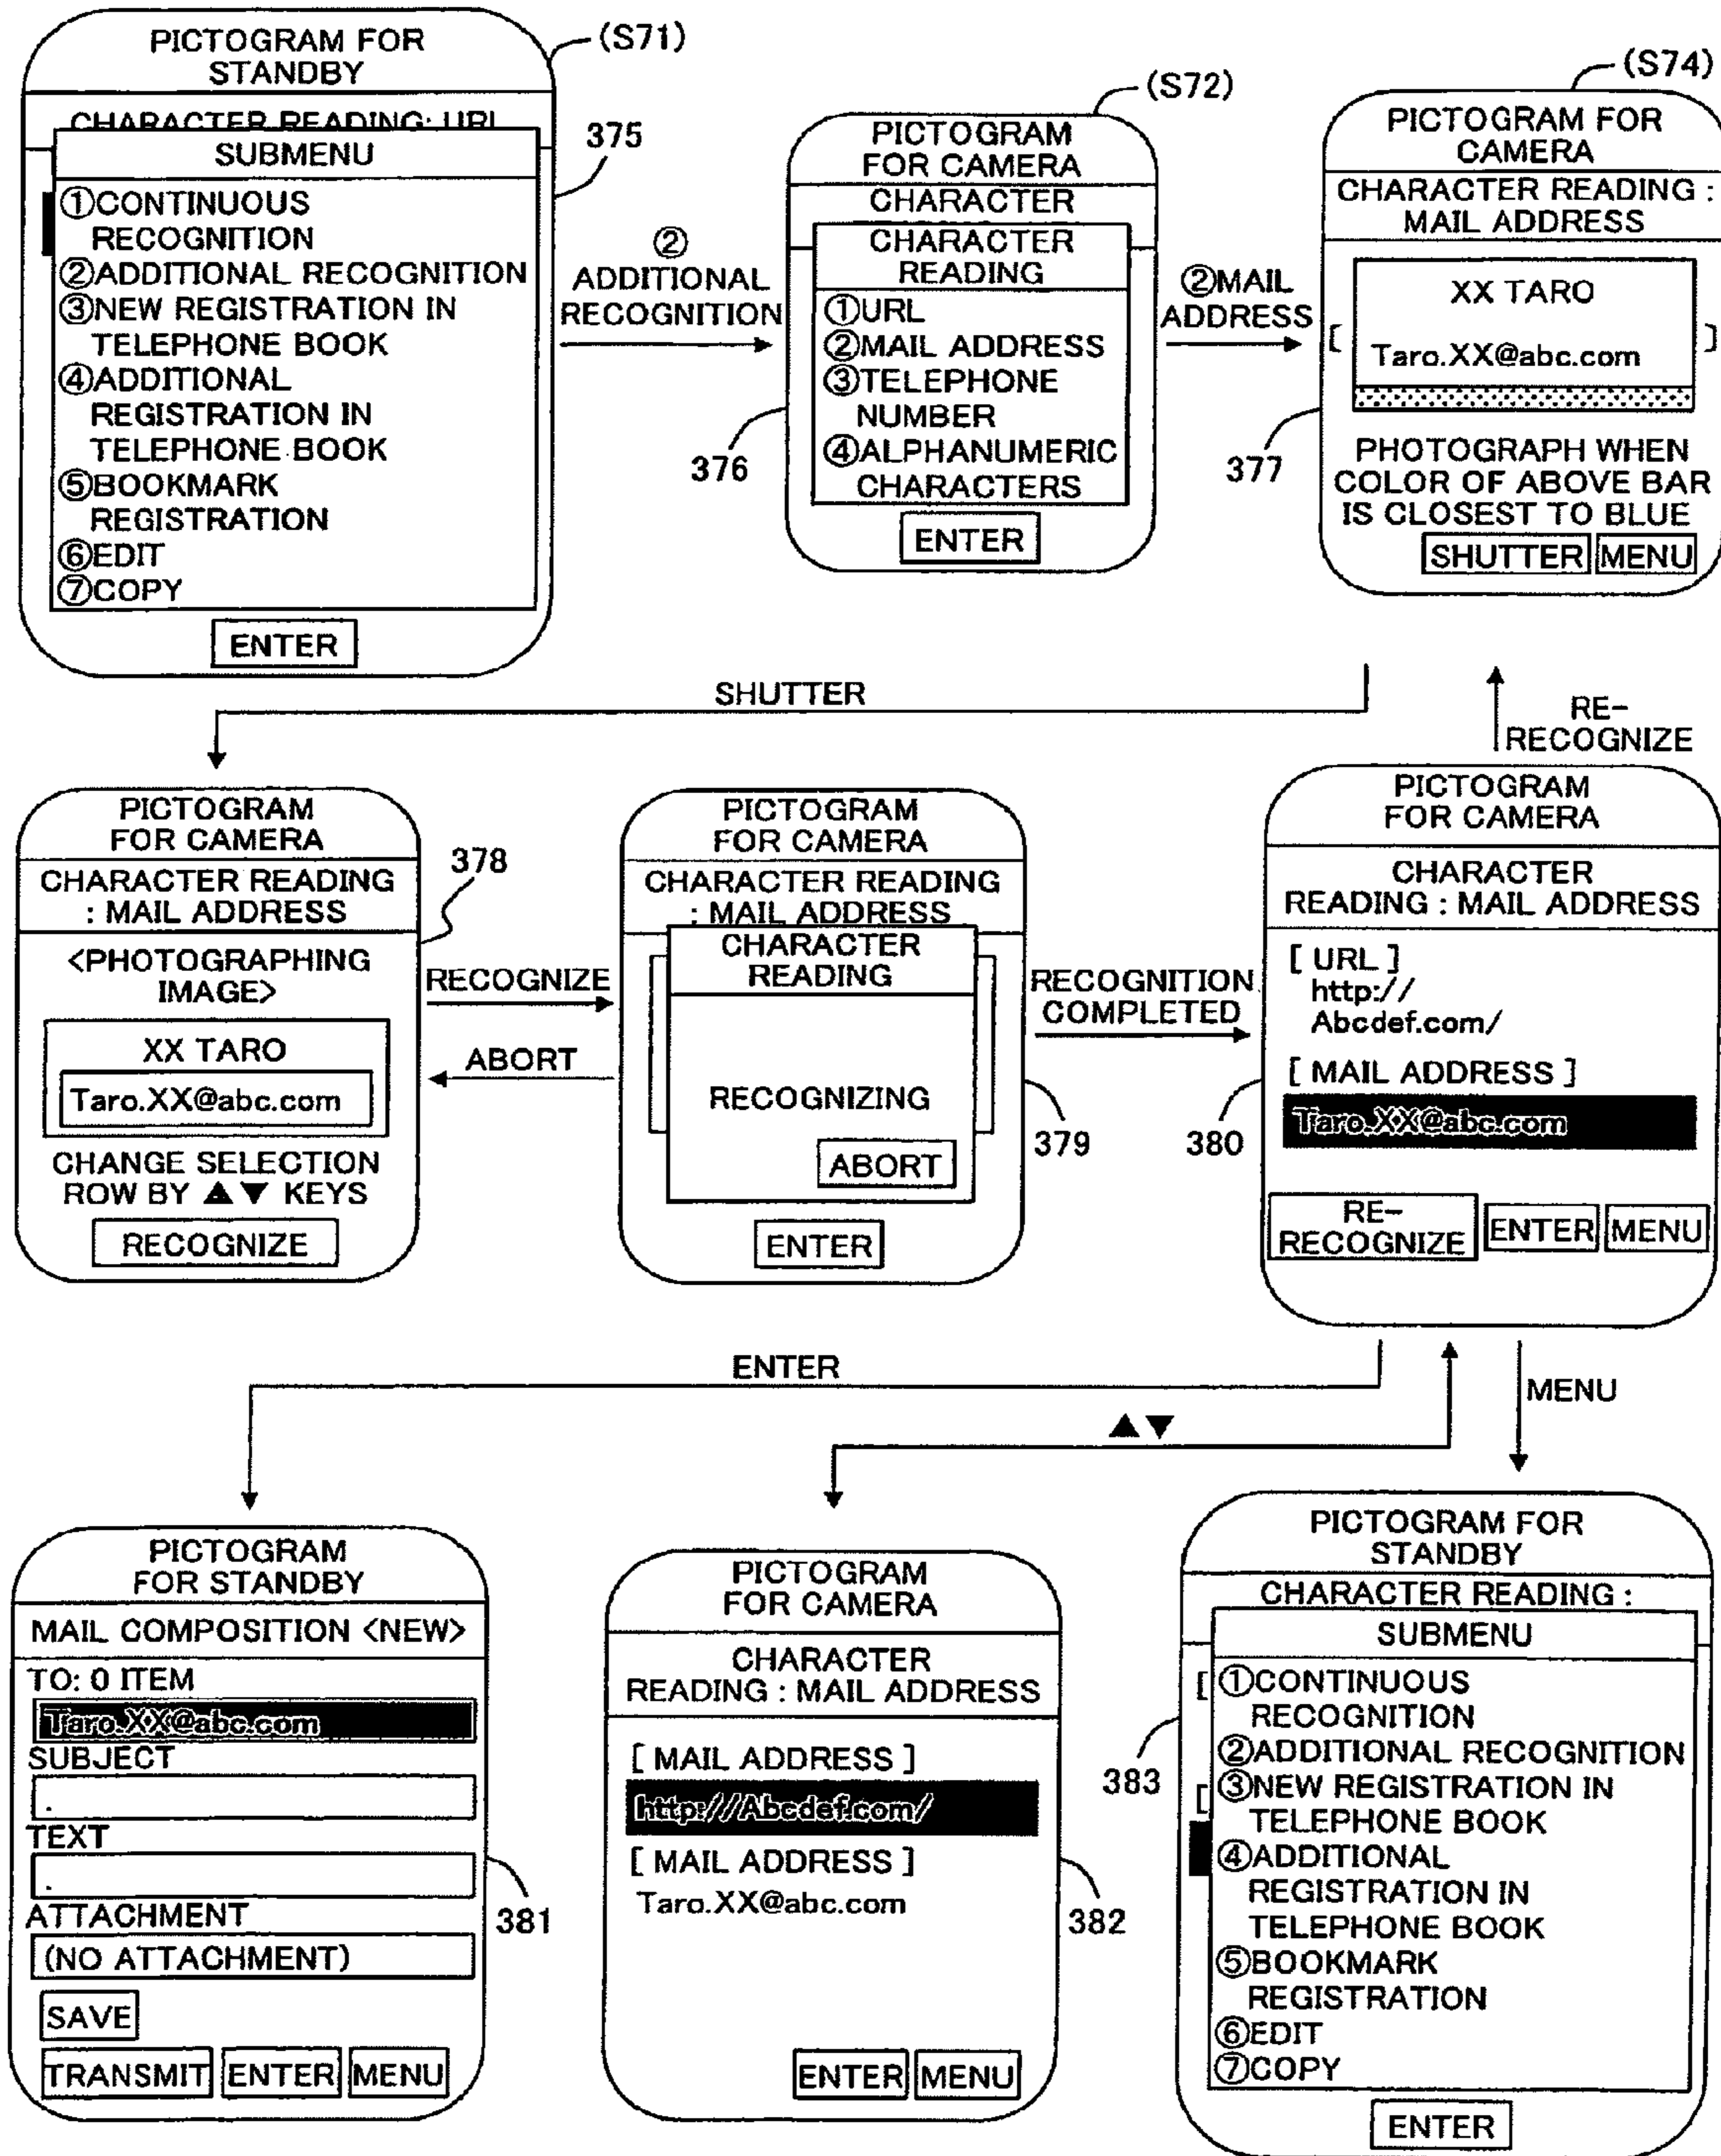 PICTOGRAM FOR
STANDBY
(S71)
CHARACTER READING: URL
SUBMENU
①CONTINUOUS
RECOGNITION
②ADDITIONAL RECOGNITION
③NEW REGISTRATION IN
TELEPHONE BOOK
④ADDITIONAL
REGISTRATION IN
TELEPHONE BOOK
⑤BOOKMARK
REGISTRATION
⑥EDIT
⑦COPY
ENTER
375
②
ADDITIONAL
RECOGNITION
(S72)
PICTOGRAM
FOR CAMERA
CHARACTER
CHARACTER
READING
①URL
②MAIL ADDRESS
③TELEPHONE
NUMBER
④ALPHANUMERIC
CHARACTERS
ENTER
376
②MAIL
ADDRESS
(S74)
PICTOGRAM FOR
CAMERA
CHARACTER READING :
MAIL ADDRESS
XX TARO
[ Taro.XX@abc.com ]
PHOTOGRAPH WHEN
COLOR OF ABOVE BAR
IS CLOSEST TO BLUE
SHUTTER MENU
377
SHUTTER
RE-
RECOGNIZE
PICTOGRAM
FOR CAMERA
CHARACTER READING
: MAIL ADDRESS
<PHOTOGRAPHING
IMAGE>
XX TARO
Taro.XX@abc.com
CHANGE SELECTION
ROW BY ▲▼ KEYS
RECOGNIZE
378
RECOGNIZE
ABORT
PICTOGRAM
FOR CAMERA
CHARACTER READING
: MAIL ADDRESS
CHARACTER
READING
RECOGNIZING
ABORT
ENTER
379
RECOGNITION
COMPLETED
PICTOGRAM
FOR CAMERA
CHARACTER
READING : MAIL ADDRESS
[ URL ]
http://
Abcdef.com/
[ MAIL ADDRESS ]
Taro.XX@abc.com
RE-
RECOGNIZE ENTER MENU
380
ENTER
▲▼
MENU
PICTOGRAM
FOR STANDBY
MAIL COMPOSITION <NEW>
TO: 0 ITEM
Taro.XX@abc.com
SUBJECT
.
TEXT
.
ATTACHMENT
(NO ATTACHMENT)
SAVE
TRANSMIT ENTER MENU
381
PICTOGRAM
FOR CAMERA
CHARACTER
READING : MAIL ADDRESS
[ MAIL ADDRESS ]
http:///Abcdef.com/
[ MAIL ADDRESS ]
Taro.XX@abc.com
ENTER MENU
382
PICTOGRAM FOR
STANDBY
CHARACTER READING :
SUBMENU
[ ①CONTINUOUS
RECOGNITION
②ADDITIONAL RECOGNITION
[ ③NEW REGISTRATION IN
TELEPHONE BOOK
④ADDITIONAL
REGISTRATION IN
TELEPHONE BOOK
⑤BOOKMARK
REGISTRATION
⑥EDIT
⑦COPY
ENTER
383